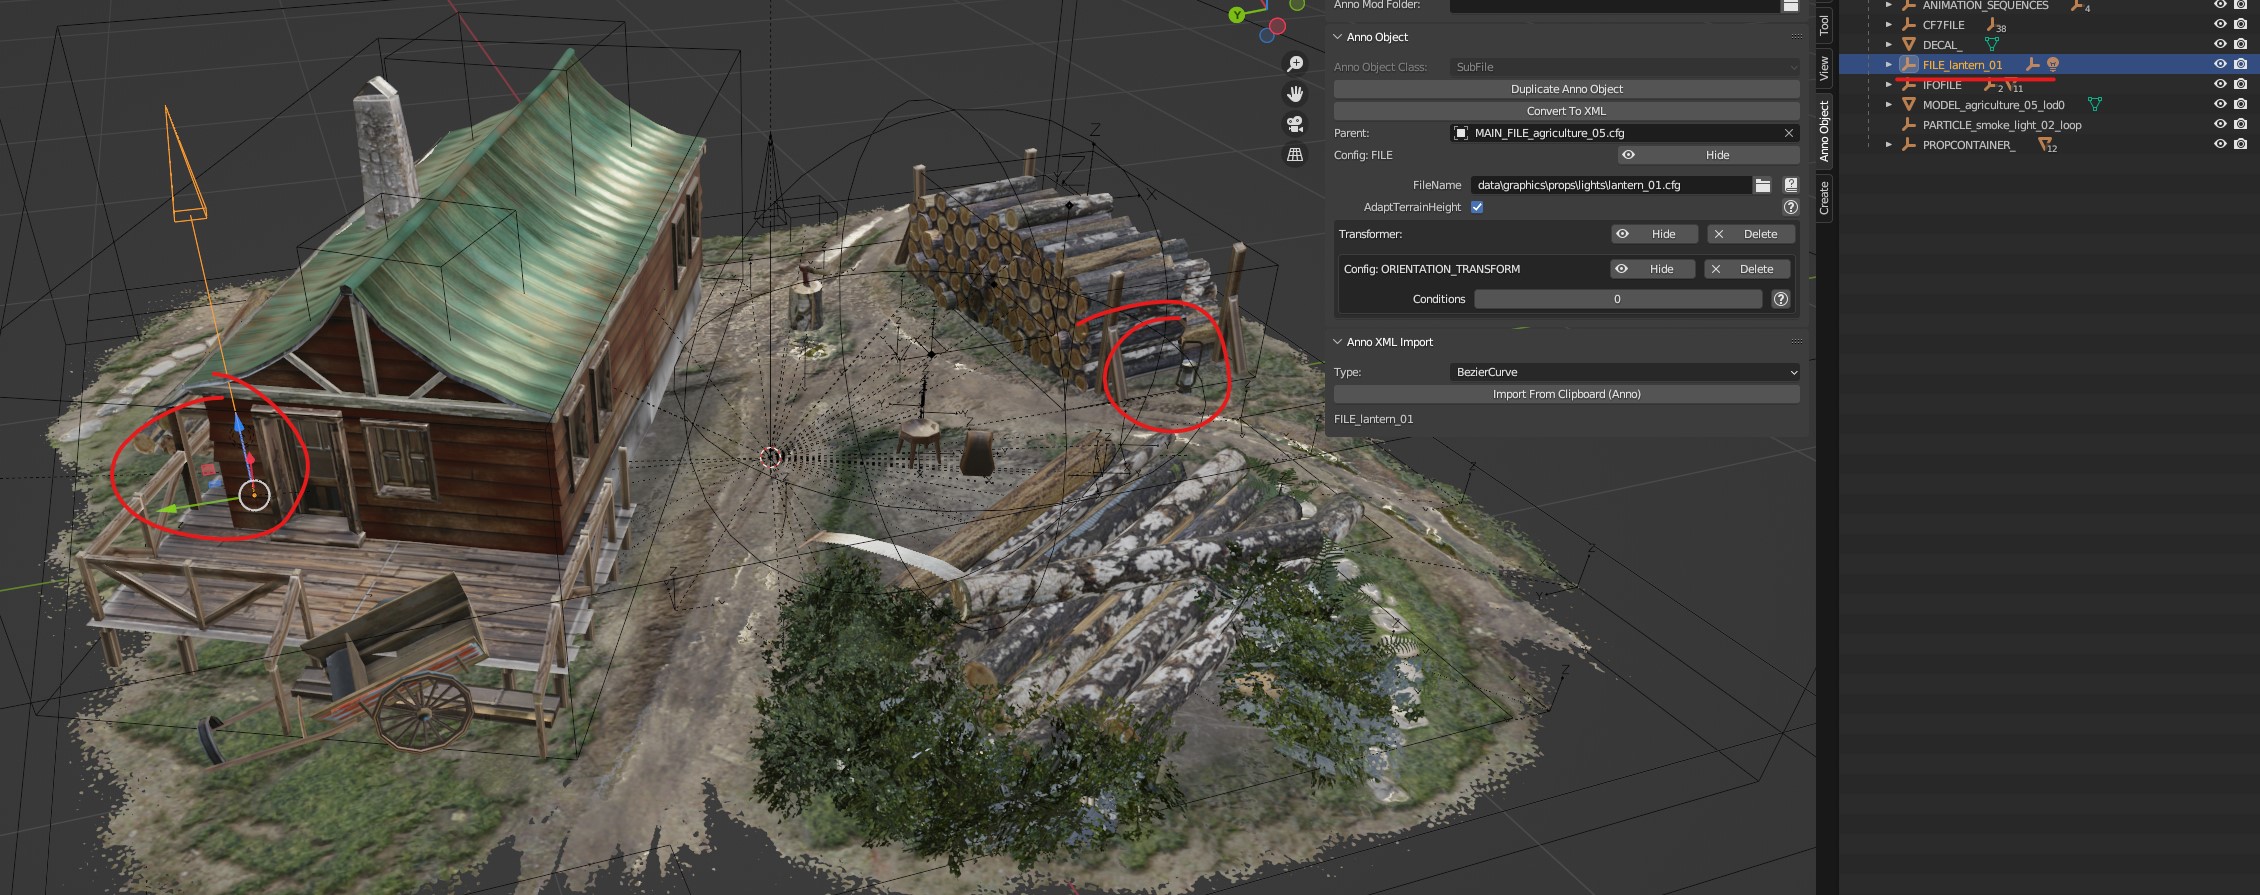 Anno Mod Folder:
Anno Object
Anno Object Class: SubFile
Duplicate Anno Object
Convert To XML
Parent: MAIN_FILE_agriculture_05.cfg
Config: FILE Hide
FileName data\graphics\props\lights\lantern_01.cfg
AdaptTerrainHeight
Transformer: Hide Delete
Config: ORIENTATION_TRANSFORM Hide Delete
Conditions 0
Anno XML Import
Type: BezierCurve
Import From Clipboard (Anno)
FILE_lantern_01
Tool
View
Anno Object
Create
ANIMATION_SEQUENCES 4
CF7FILE 38
DECAL_
FILE_lantern_01
IFOFILE 2 11
MODEL_agriculture_05_lod0
PARTICLE_smoke_light_02_loop
PROPCONTAINER_ 12
Y
Z
X
Z
Z
Z